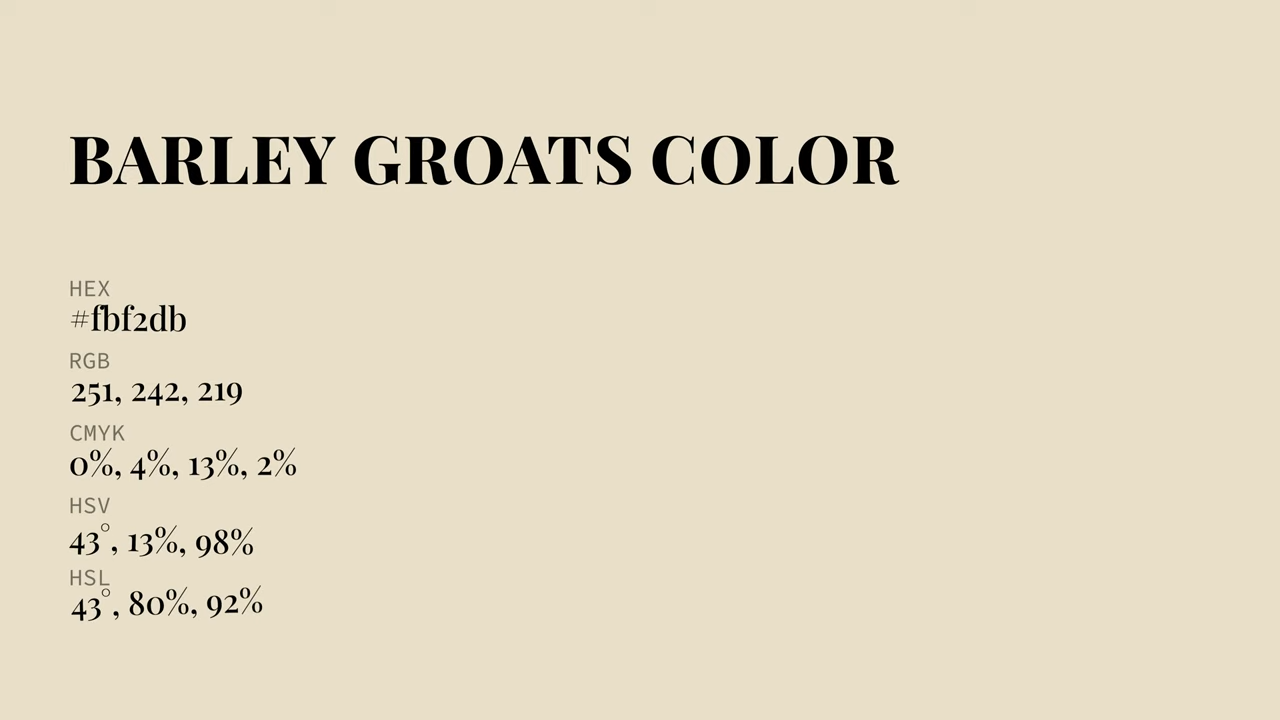 BARLEY GROATS COLOR
HEX
#fbf2db
RGB
251, 242, 219
CMYK
0%, 4%, 13%, 2%
HSV
43°, 13%, 98%
HSL
43°, 80%, 92%